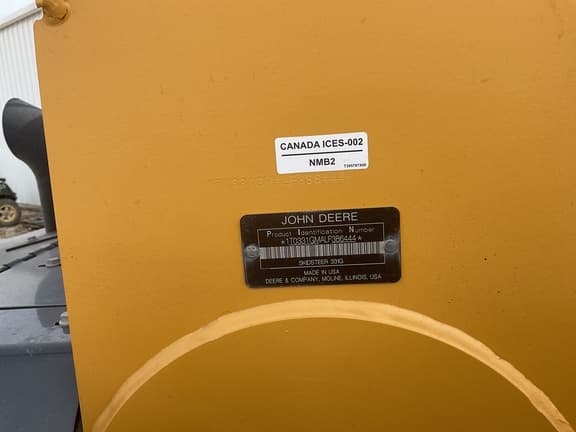 CANADA ICES-002
NMB2
JOHN DEERE
Product Identification Number
*1T0331GMALF386444*
SKIDSTEER 331G
MADE IN USA
DEERE & COMPANY, MOLINE, ILLINOIS, USA